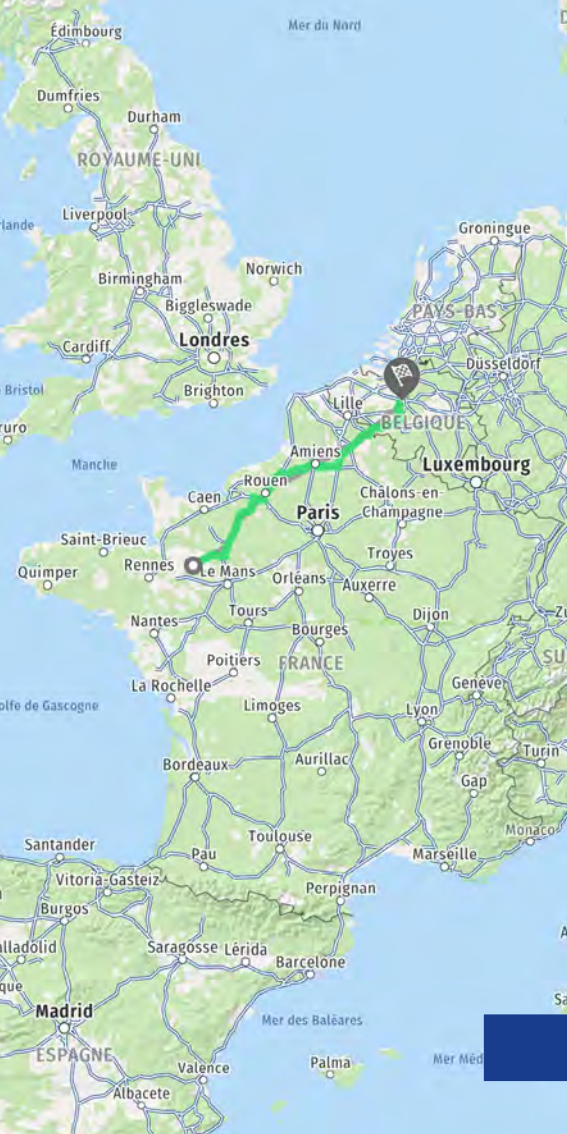 Mer du Nord
Édimbourg
Dumfries
Durham
ROYAUME-UNI
Liverpool
Groningue
Norwich
Birmingham
Biggleswade
PAYS-BAS
Londres
Cardiff
Düsseldorf
Bristol
Brighton
Lille
BELGIQUE
Manche
Amiens
Luxembourg
Rouen
Caen
Châlons-en-
Champagne
Paris
Saint-Brieuc
Rennes
Troyes
Quimper
Le Mans
Orléans
Auxerre
Tours
Dijon
Nantes
Bourges
Poitiers
FRANCE
La Rochelle
Genève
Limoges
Lyon
Grenoble
Turin
Bordeaux
Aurillac
Gap
Toulouse
Monaco
Santander
Pau
Marseille
Vitoria-Gasteiz
Perpignan
Burgos
Saragosse
Lérida
Barcelone
Madrid
Mer des Baléares
ESPAGNE
Valence
Palma
Albacete